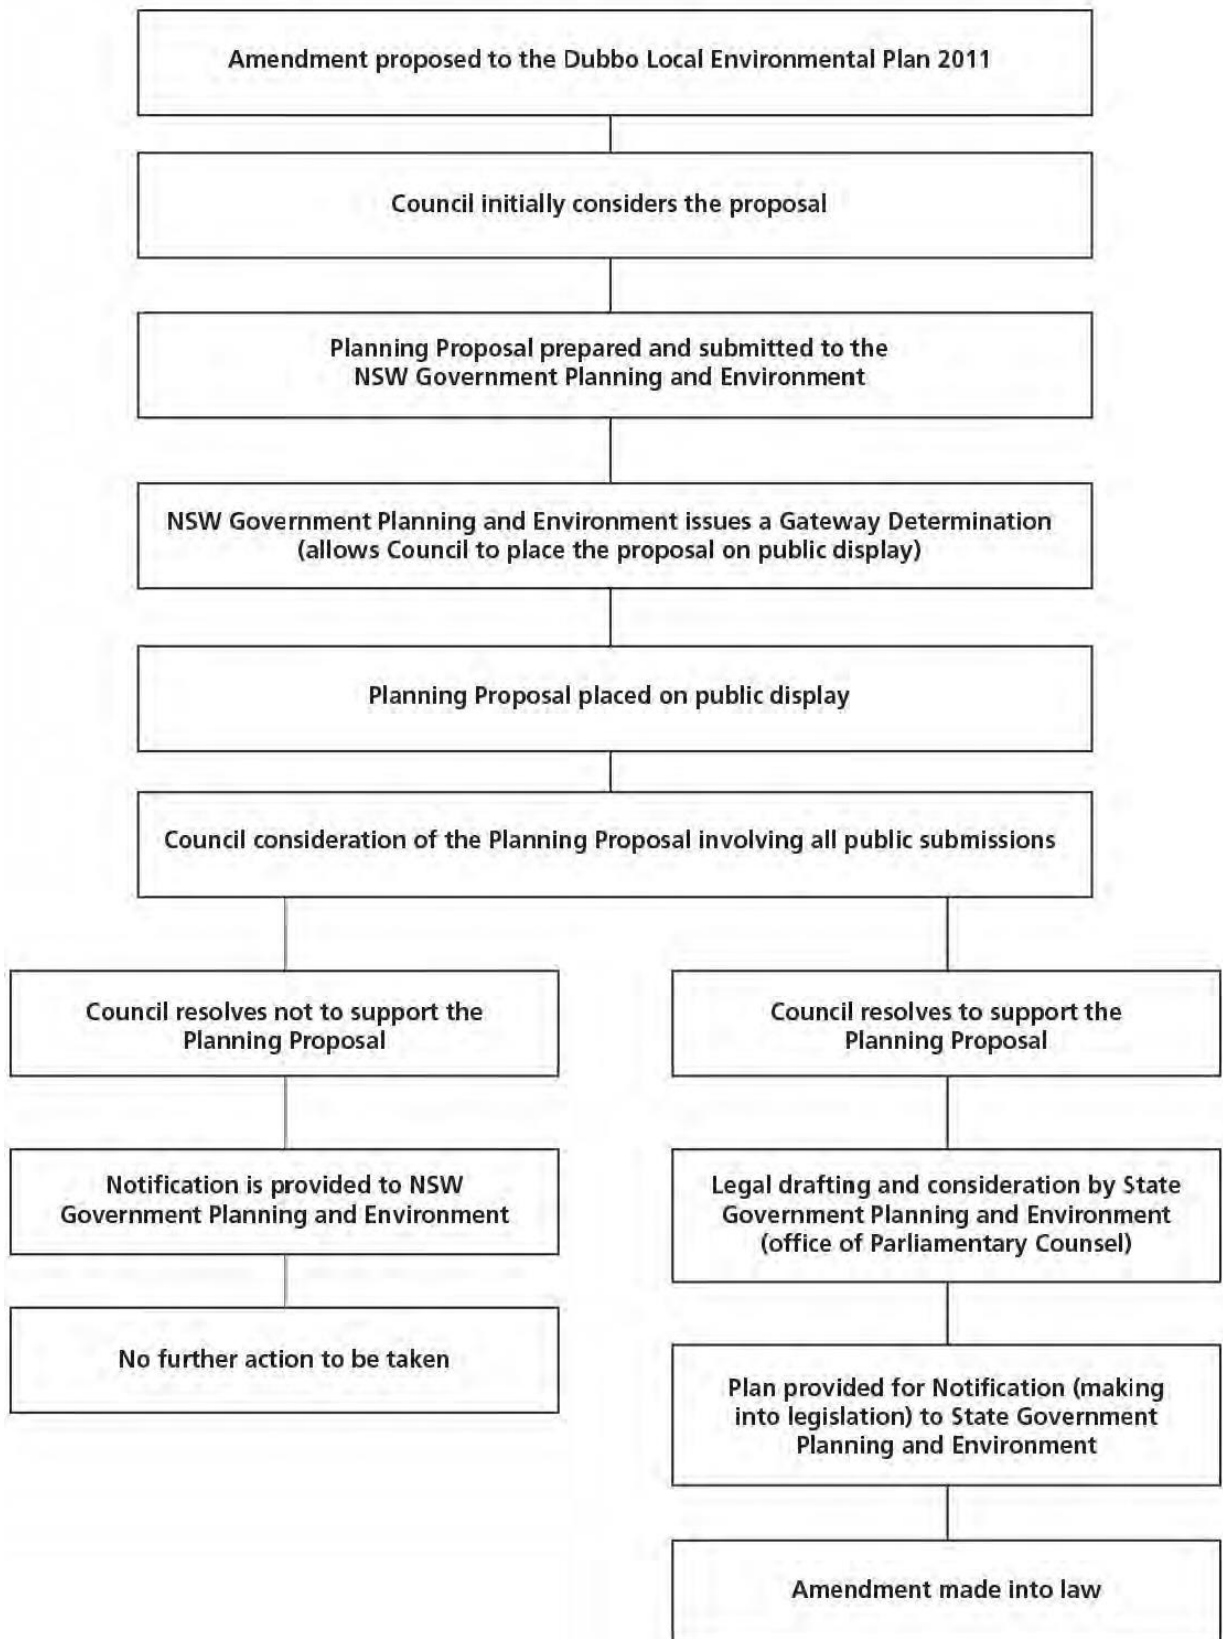 Amendment proposed to the Dubbo Local Environmental Plan 2011
Council initially considers the proposal
Planning Proposal prepared and submitted to the
NSW Government Planning and Environment
NSW Government Planning and Environment issues a Gateway Determination
(allows Council to place the proposal on public display)
Planning Proposal placed on public display
Council consideration of the Planning Proposal involving all public submissions
Council resolves not to support the
Planning Proposal
Notification is provided to NSW
Government Planning and Environment
No further action to be taken
Council resolves to support the
Planning Proposal
Legal drafting and consideration by State
Government Planning and Environment
(office of Parliamentary Counsel)
Plan provided for Notification (making
into legislation) to State Government
Planning and Environment
Amendment made into law